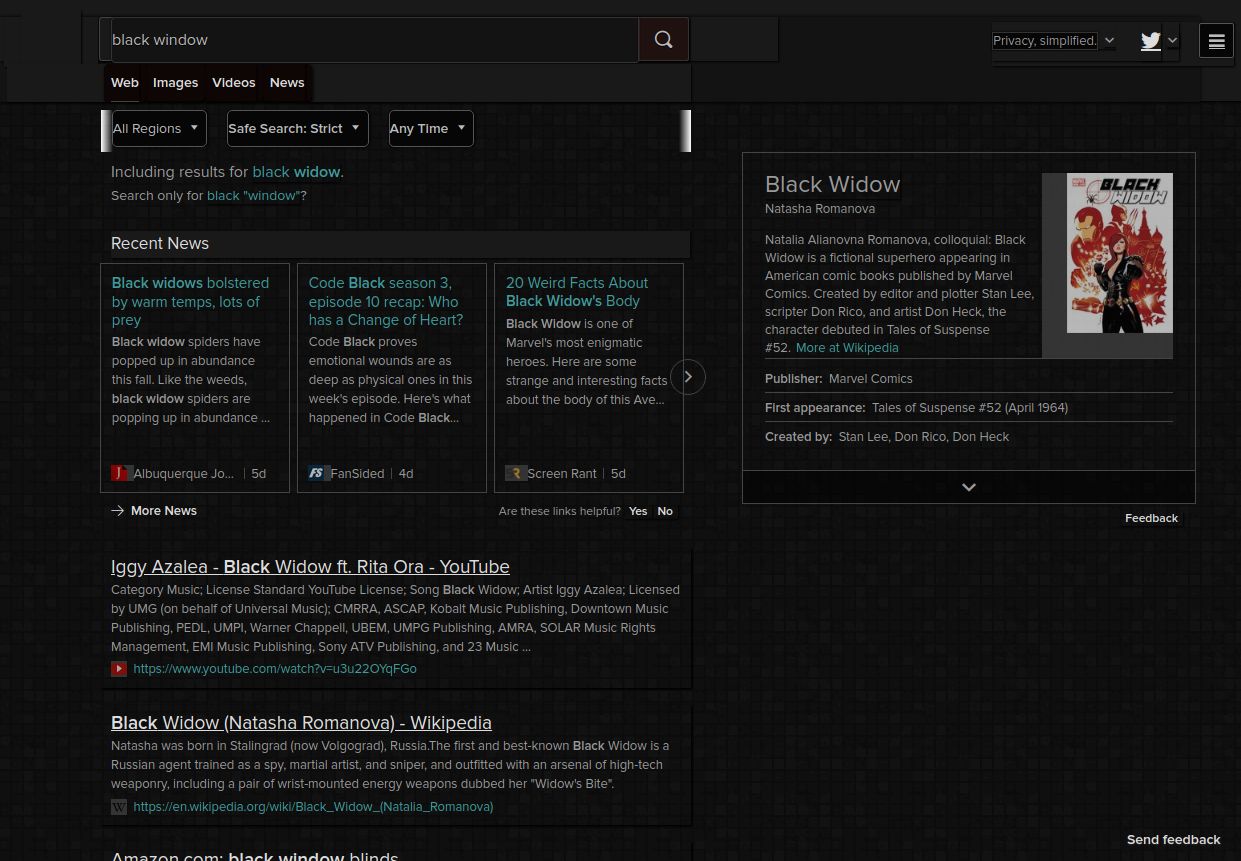 black window
Privacy, simplified.
Web Images Videos News
All Regions Safe Search: Strict Any Time
Including results for black widow.
Search only for black "window"?
Recent News
Black widows bolstered
by warm temps, lots of
prey
Black widow spiders have
popped up in abundance
this fall. Like the weeds,
black widow spiders are
popping up in abundance ...
Albuquerque Jo... 5d
Code Black season 3,
episode 10 recap: Who
has a Change of Heart?
Code Black proves
emotional wounds are as
deep as physical ones in this
week's episode. Here's what
happened in Code Black...
FS FanSided 4d
20 Weird Facts About
Black Widow's Body
Black Widow is one of
Marvel's most enigmatic
heroes. Here are some
strange and interesting facts
about the body of this Ave...
Screen Rant 5d
More News
Are these links helpful? Yes No
Iggy Azalea - Black Widow ft. Rita Ora - YouTube
Category Music; License Standard YouTube License; Song Black Widow; Artist Iggy Azalea; Licensed
by UMG (on behalf of Universal Music); CMRRA, ASCAP, Kobalt Music Publishing, Downtown Music
Publishing, PEDL, UMPI, Warner Chappell, UBEM, UMPG Publishing, AMRA, SOLAR Music Rights
Management, EMI Music Publishing, Sony ATV Publishing, and 23 Music ...
https://www.youtube.com/watch?v=u3u22OYqFGo
Black Widow (Natasha Romanova) - Wikipedia
Natasha was born in Stalingrad (now Volgograd), Russia.The first and best-known Black Widow is a
Russian agent trained as a spy, martial artist, and sniper, and outfitted with an arsenal of high-tech
weaponry, including a pair of wrist-mounted energy weapons dubbed her "Widow's Bite".
W https://en.wikipedia.org/wiki/Black_Widow_(Natalia_Romanova)
Amazon.com: black window blinds
Black Widow
Natasha Romanova
BLACK
WIDOW
Natalia Alianovna Romanova, colloquial: Black
Widow is a fictional superhero appearing in
American comic books published by Marvel
Comics. Created by editor and plotter Stan Lee,
scripter Don Rico, and artist Don Heck, the
character debuted in Tales of Suspense
#52. More at Wikipedia
Publisher: Marvel Comics
First appearance: Tales of Suspense #52 (April 1964)
Created by: Stan Lee, Don Rico, Don Heck
Feedback
Send feedback